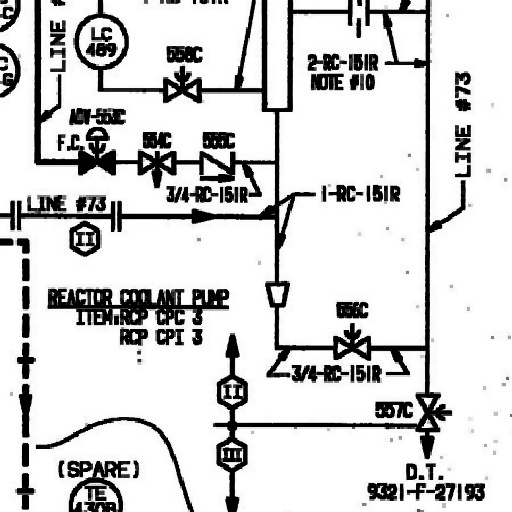 LINE #
LC
489
558C
2-RC-151R
NOTE #10
LINE #73
AOV-553C
F.C.
554C
555C
3/4-RC-151R
1-RC-151R
LINE #73
II
REACTOR COOLANT PUMP
ITEM:RCP CPC 3
RCP CPI 3
556C
3/4-RC-151R
II
557C
III
(SPARE)
TE
430B
D.T.
9321-F-27193